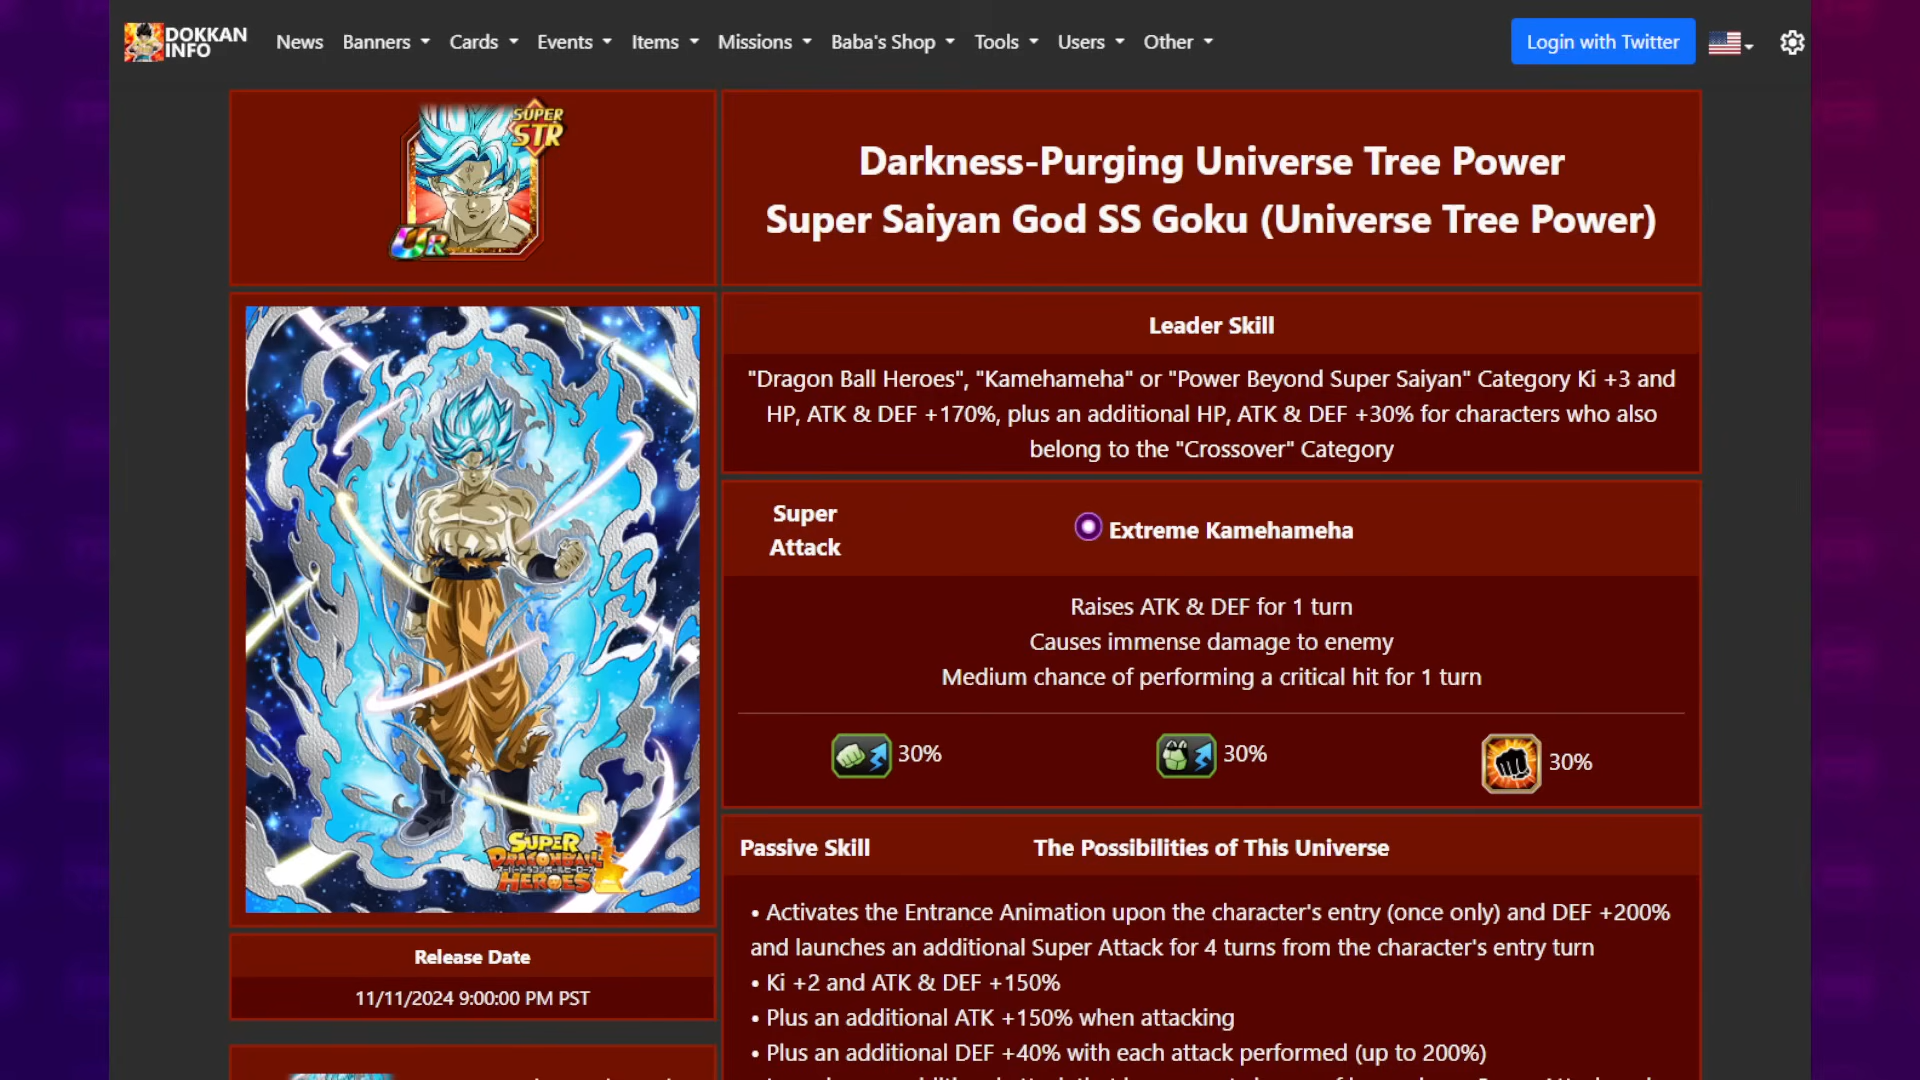 DOKKAN
INFO
News
Banners
Cards
Events
Items
Missions
Baba's Shop
Tools
Users
Other
Login with Twitter
SUPER
STR
UR
Darkness-Purging Universe Tree Power
Super Saiyan God SS Goku (Universe Tree Power)
Leader Skill
"Dragon Ball Heroes", "Kamehameha" or "Power Beyond Super Saiyan" Category Ki +3 and
HP, ATK & DEF +170%, plus an additional HP, ATK & DEF +30% for characters who also
belong to the "Crossover" Category
Super
Attack
Extreme Kamehameha
Raises ATK & DEF for 1 turn
Causes immense damage to enemy
Medium chance of performing a critical hit for 1 turn
30%
30%
30%
SUPER
DRAGONBALL
HEROES
Passive Skill
The Possibilities of This Universe
• Activates the Entrance Animation upon the character's entry (once only) and DEF +200%
and launches an additional Super Attack for 4 turns from the character's entry turn
• Ki +2 and ATK & DEF +150%
• Plus an additional ATK +150% when attacking
• Plus an additional DEF +40% with each attack performed (up to 200%)
Release Date
11/11/2024 9:00:00 PM PST